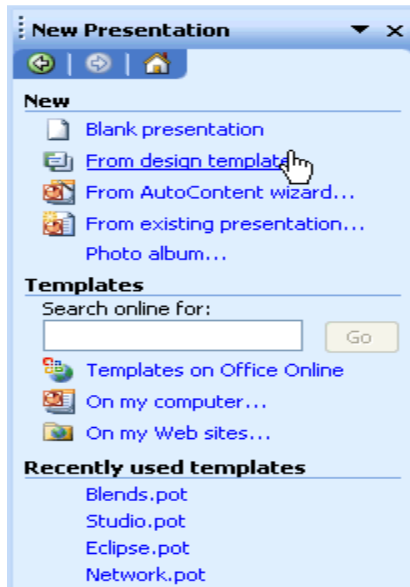 New Presentation
New
Blank presentation
From design template
From AutoContent wizard...
From existing presentation...
Photo album...
Templates
Search online for:
Go
Templates on Office Online
On my computer...
On my Web sites...
Recently used templates
Blends.pot
Studio.pot
Eclipse.pot
Network.pot